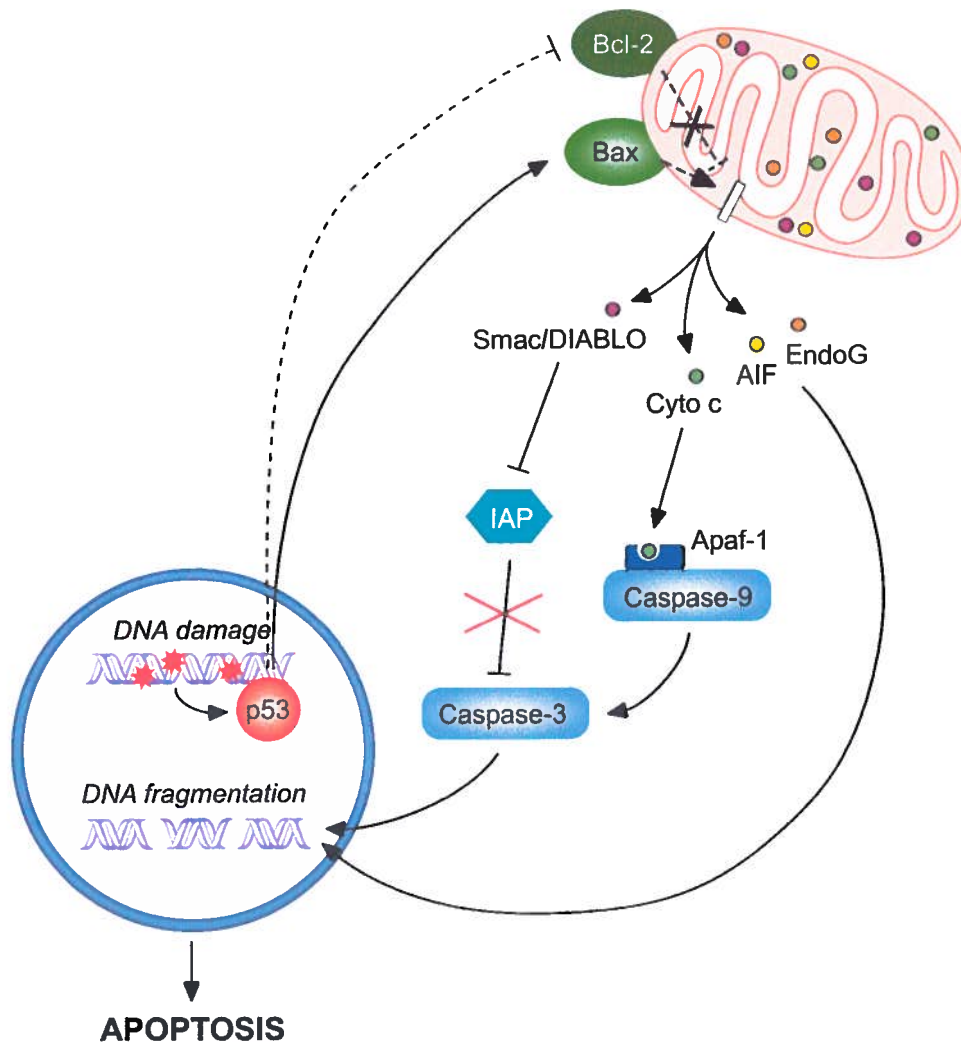 Bcl-2
Bax
Smac/DIABLO
EndoG
AIF
Cyto c
IAP
Apaf-1
Caspase-9
DNA damage
p53
Caspase-3
DNA fragmentation
APOPTOSIS